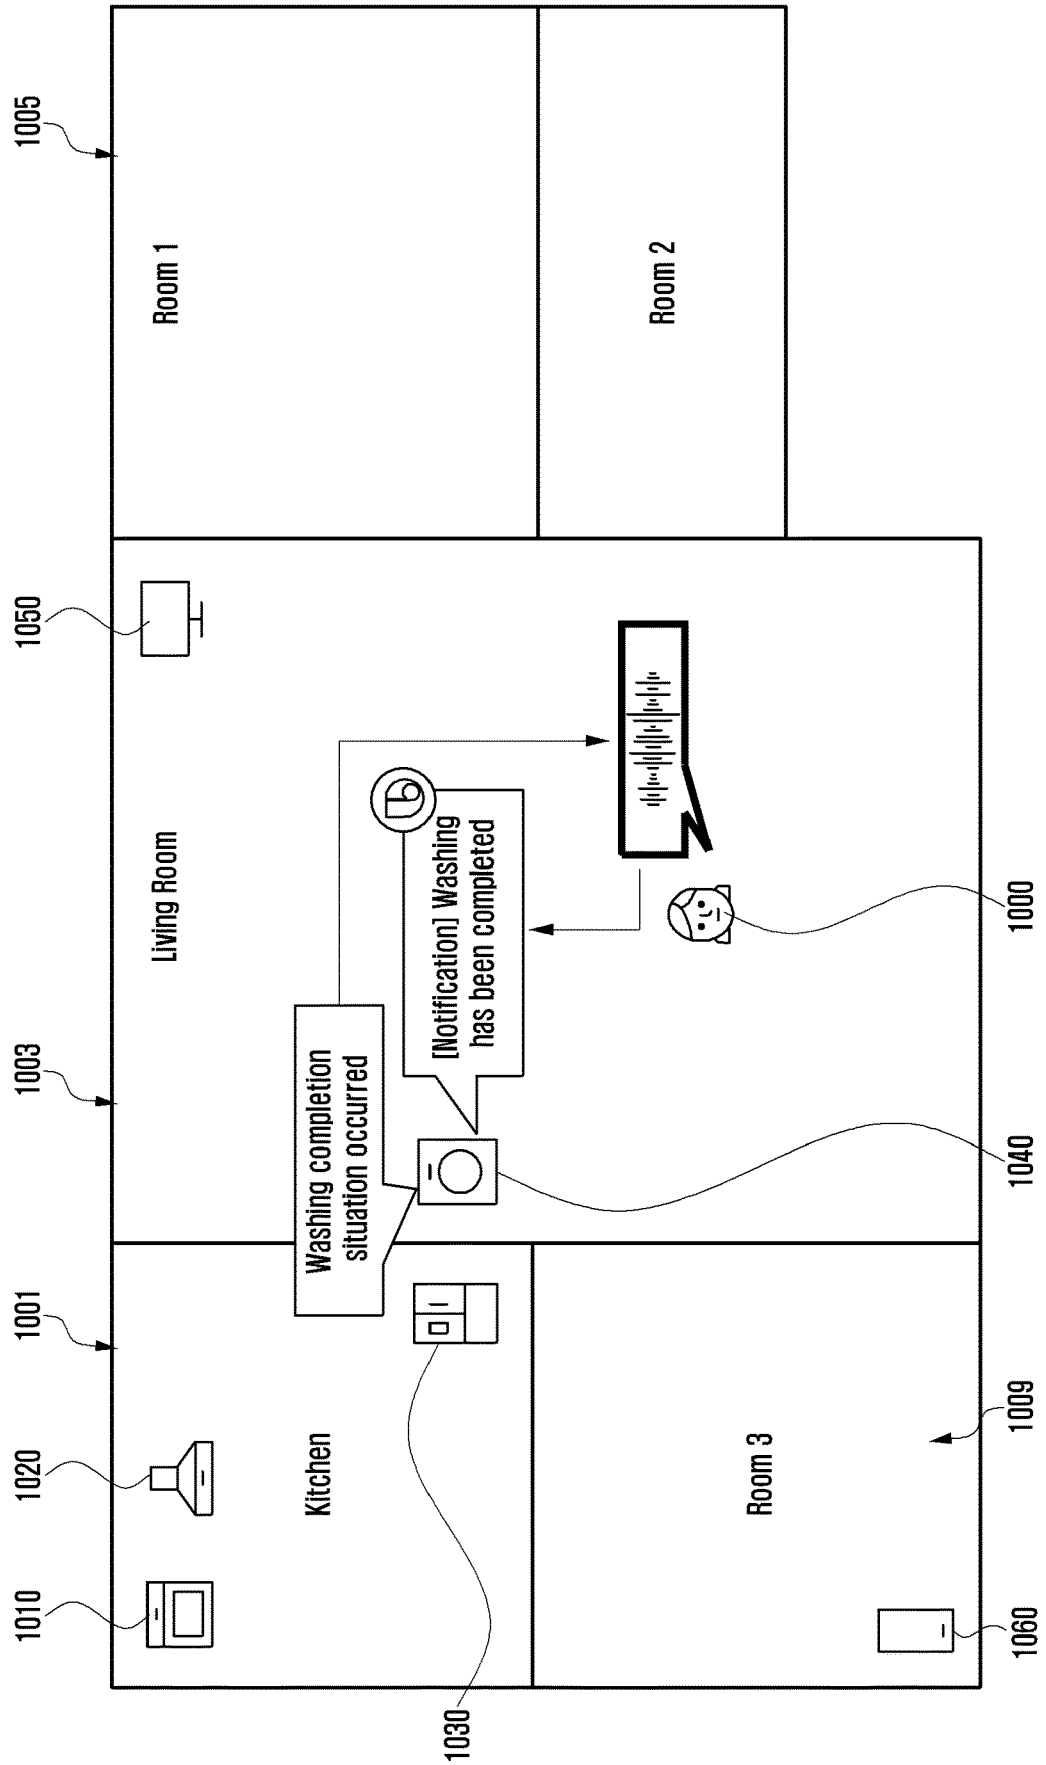 1010
1020
1001
1003
1050
1005
Living Room
Room 1
Kitchen
Washing completion
situation occurred
[Notification] Washing
has been completed
1030
Room 2
Room 3
1060
1009
1040
1000